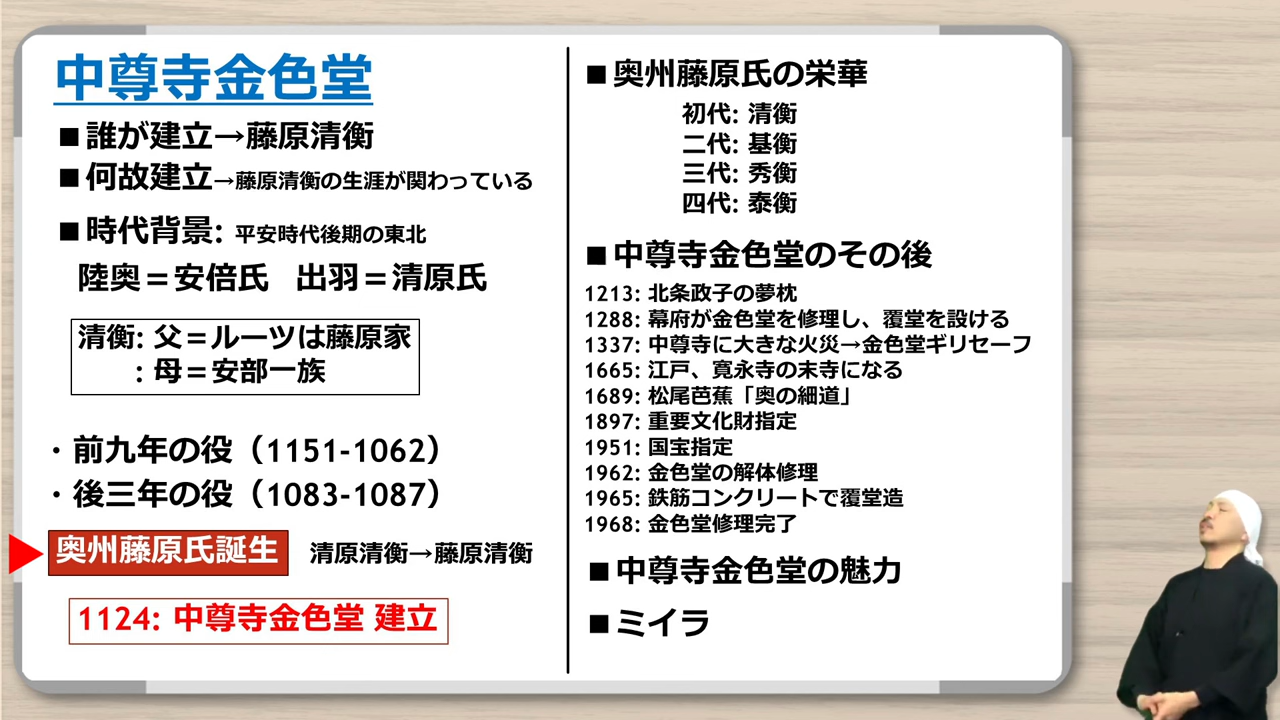 中尊寺金色堂
■誰が建立→藤原清衡
■何故建立→藤原清衡の生涯が関わっている
■時代背景: 平安時代後期の東北
陸奥＝安倍氏 出羽＝清原氏
清衡: 父＝ルーツは藤原家
: 母＝安部一族
・前九年の役（1151-1062）
・後三年の役（1083-1087）
奥州藤原氏誕生 清原清衡→藤原清衡
1124: 中尊寺金色堂 建立
■奥州藤原氏の栄華
初代: 清衡
二代: 基衡
三代: 秀衡
四代: 泰衡
■中尊寺金色堂のその後
1213: 北条政子の夢枕
1288: 幕府が金色堂を修理し、覆堂を設ける
1337: 中尊寺に大きな火災→金色堂ギリセーフ
1665: 江戸、寛永寺の末寺になる
1689: 松尾芭蕉「奥の細道」
1897: 重要文化財指定
1951: 国宝指定
1962: 金色堂の解体修理
1965: 鉄筋コンクリートで覆堂造
1968: 金色堂修理完了
■中尊寺金色堂の魅力
■ミイラ